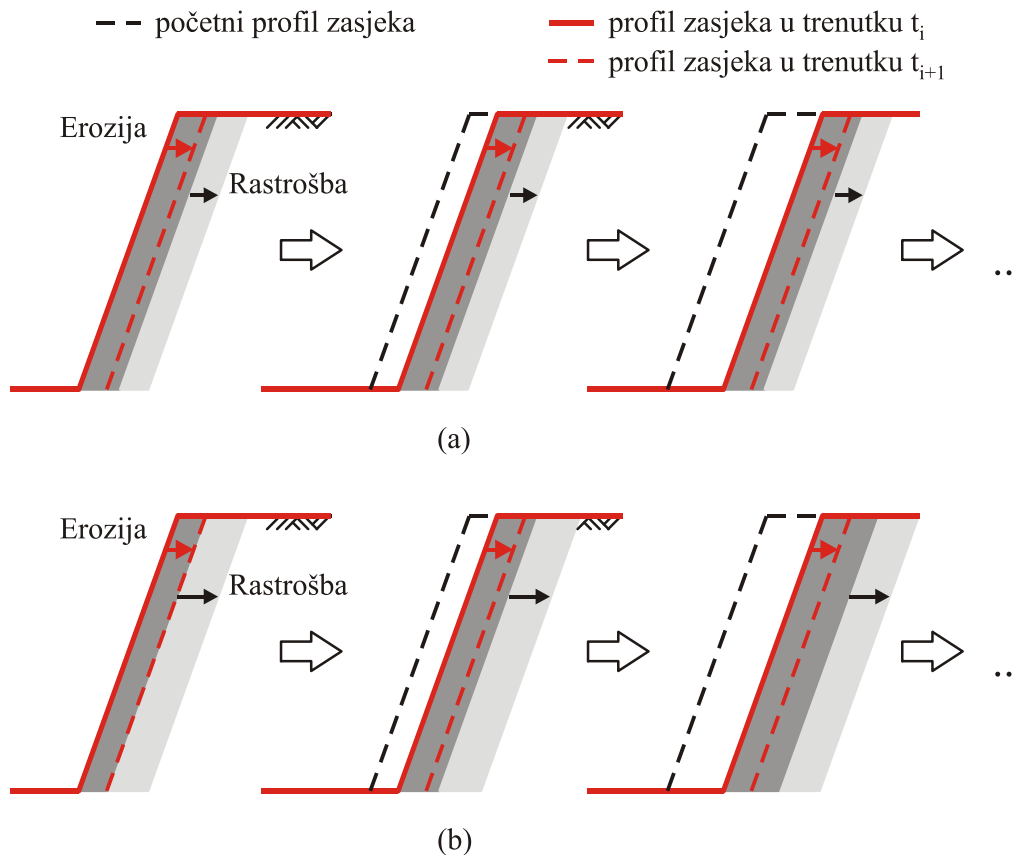 početni profil zasjeka
profil zasjeka u trenutku tᵢ
profil zasjeka u trenutku tᵢ₊₁
Erozija
Rastrošba
..
(a)
Erozija
Rastrošba
..
(b)